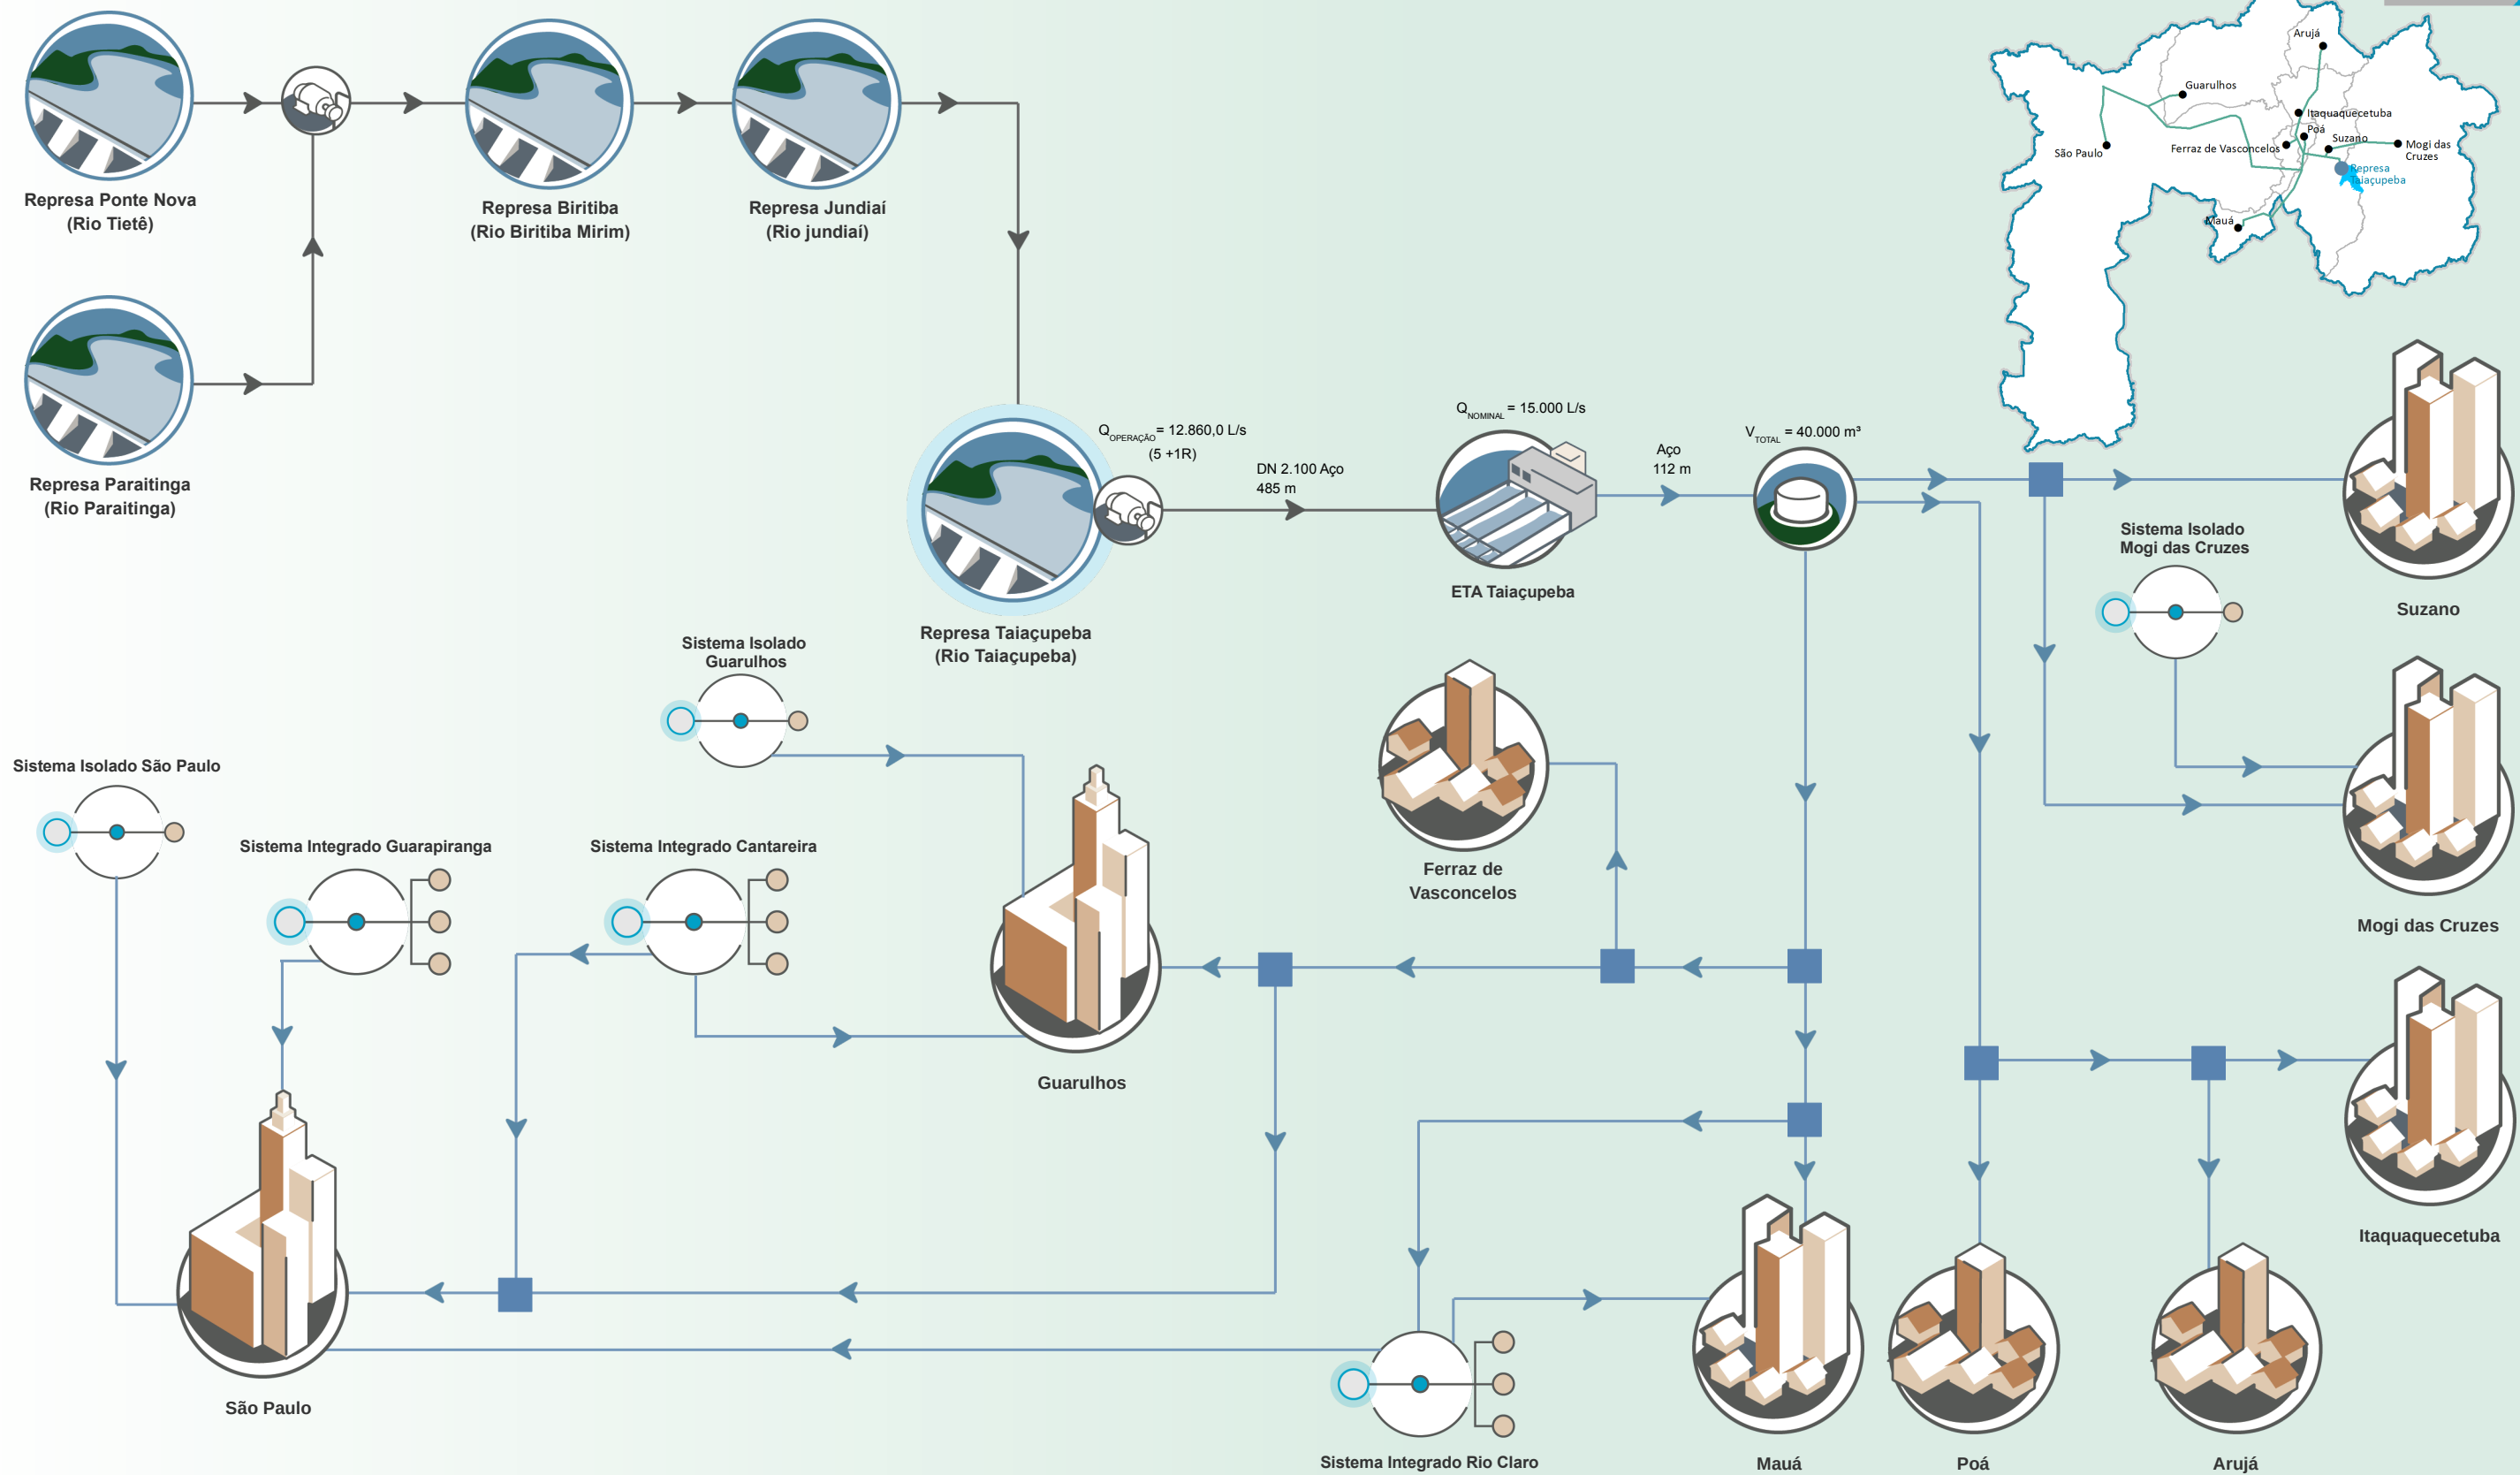 Represa Ponte Nova
(Rio Tietê)
Represa Biritiba
(Rio Biritiba Mirim)
Represa Jundiaí
(Rio jundiaí)
Arujá
Guarulhos
Itaquaquecetuba
Poá
Suzano
São Paulo
Ferraz de Vasconcelos
Mogi das
Cruzes
Represa
Taiaçupeba
Mauá
Represa Paraitinga
(Rio Paraitinga)
Q OPERAÇÃO = 12.860,0 L/s
(5 +1R)
DN 2.100 Aço
485 m
Q NOMINAL = 15.000 L/s
Aço
112 m
V TOTAL = 40.000 m³
ETA Taiaçupeba
Represa Taiaçupeba
(Rio Taiaçupeba)
Sistema Isolado
Mogi das Cruzes
Suzano
Sistema Isolado
Guarulhos
Sistema Isolado São Paulo
Sistema Integrado Guarapiranga
Sistema Integrado Cantareira
Ferraz de
Vasconcelos
Mogi das Cruzes
Guarulhos
Itaquaquecetuba
São Paulo
Sistema Integrado Rio Claro
Mauá
Poá
Arujá